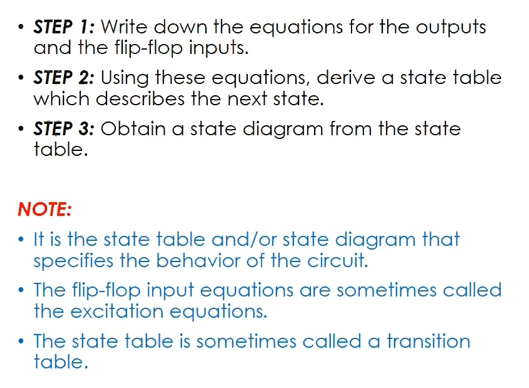 • STEP 1: Write down the equations for the outputs
and the flip-flop inputs.
• STEP 2: Using these equations, derive a state table
which describes the next state.
• STEP 3: Obtain a state diagram from the state
table.
NOTE:
• It is the state table and/or state diagram that
specifies the behavior of the circuit.
• The flip-flop input equations are sometimes called
the excitation equations.
• The state table is sometimes called a transition
table.